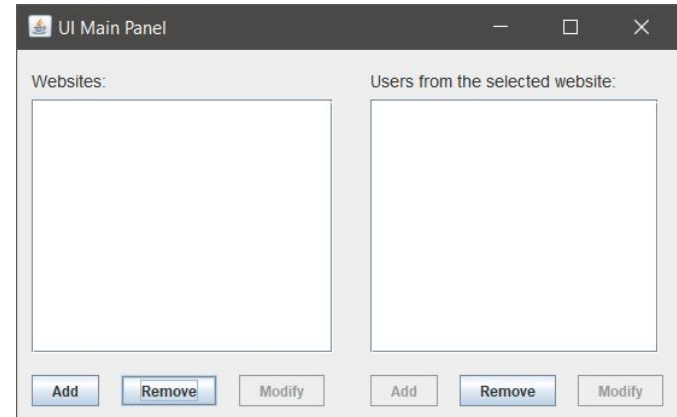 UI Main Panel
Websites:
Users from the selected website:
Add Remove Modify Add Remove Modify